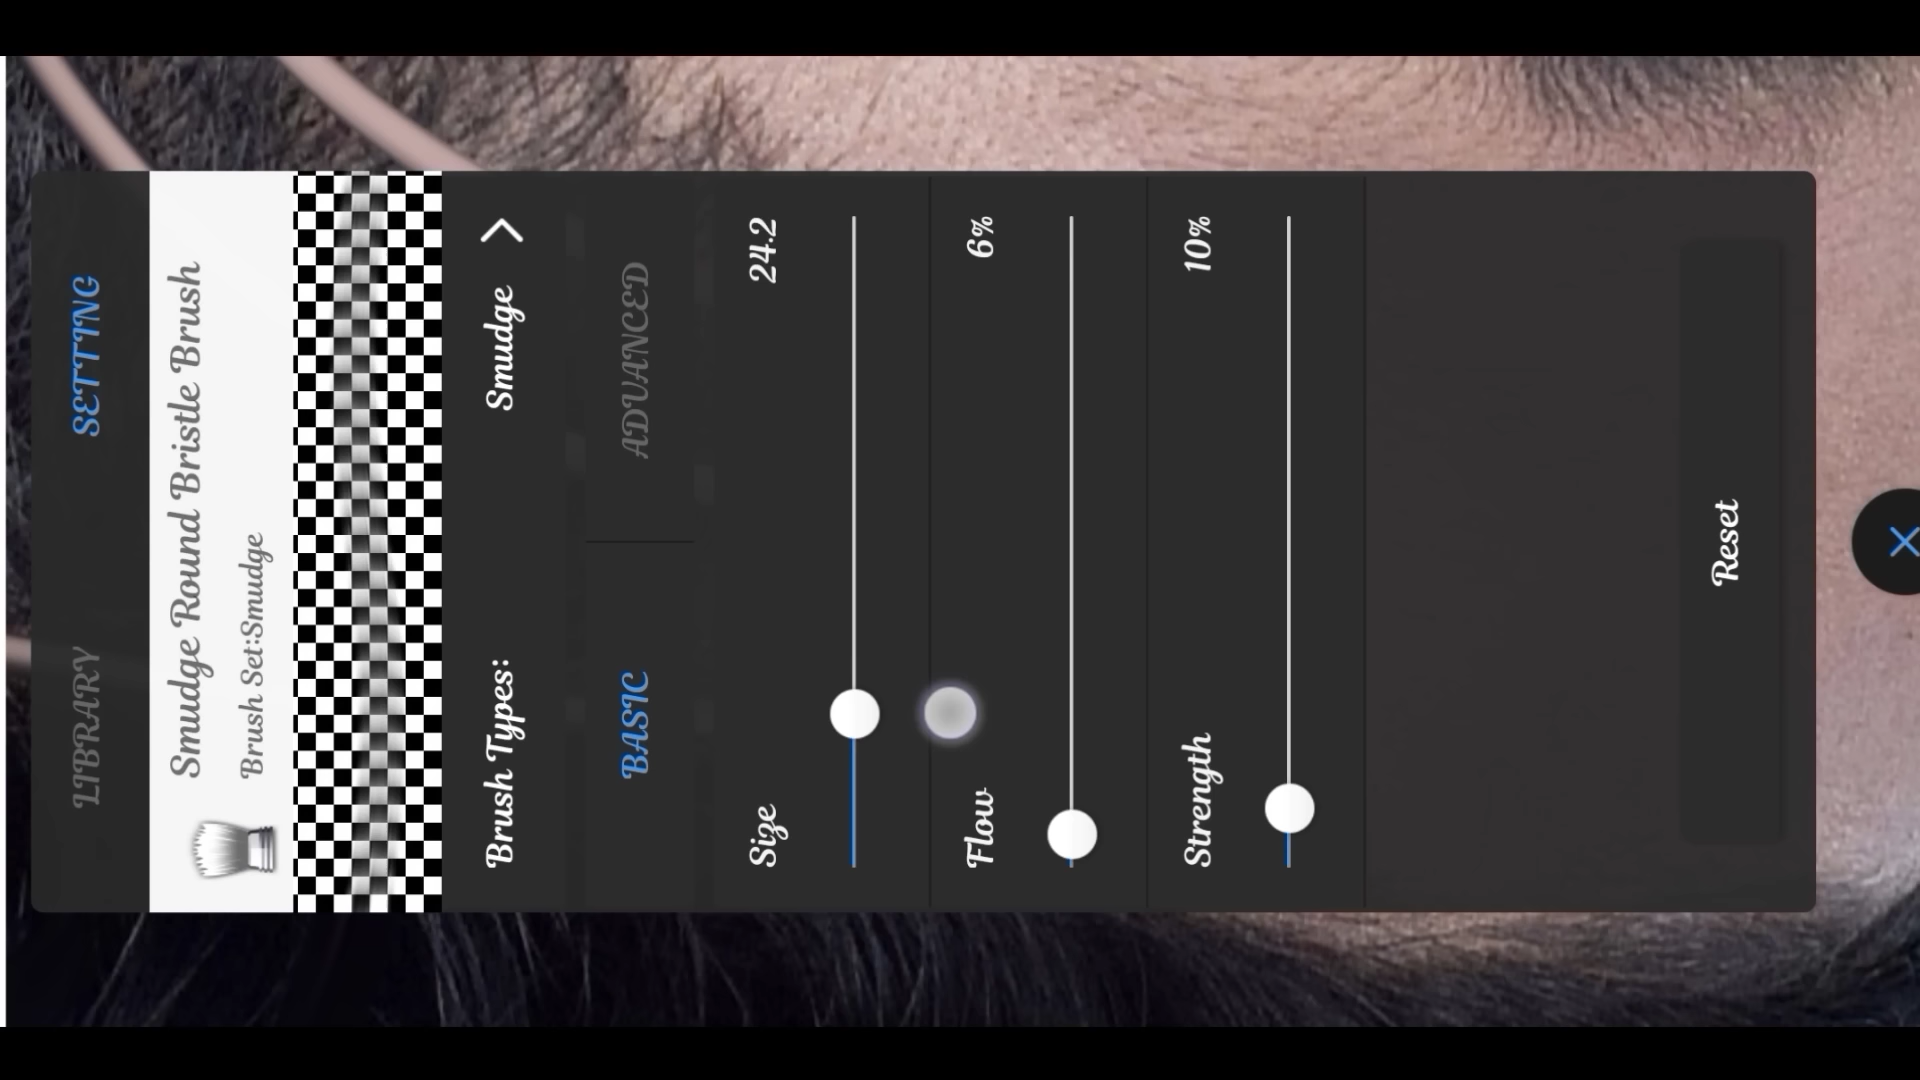 LIBRARY SETTING
Smudge Round Bristle Brush
Brush Set:Smudge
Brush Types: Smudge
BASIC ADVANCED
Size 24.2
Flow 6%
Strength 10%
Reset